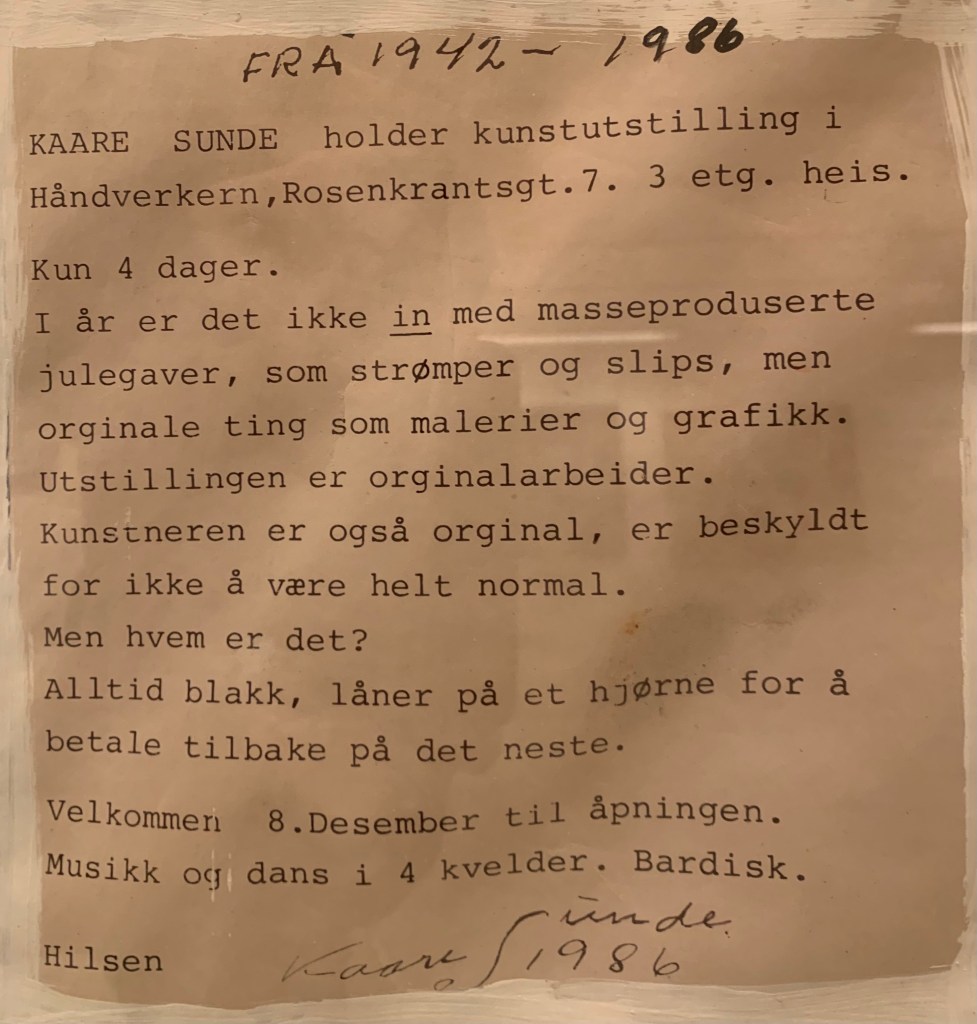 FRA 1942 - 1986
KAARE SUNDE holder kunstutstilling i
Håndverkern,Rosenkrantsgt.7. 3 etg. heis.
Kun 4 dager.
I år er det ikke in med masseproduserte
julegaver, som strømper og slips, men
orginale ting som malerier og grafikk.
Utstillingen er orginalarbeider.
Kunstneren er også orginal, er beskyldt
for ikke å være helt normal.
Men hvem er det?
Alltid blakk, låner på et hjørne for å
betale tilbake på det neste.
Velkommen 8.Desember til åpningen.
Musikk og dans i 4 kvelder. Bardisk.
Hilsen Kaare Sunde.
1986